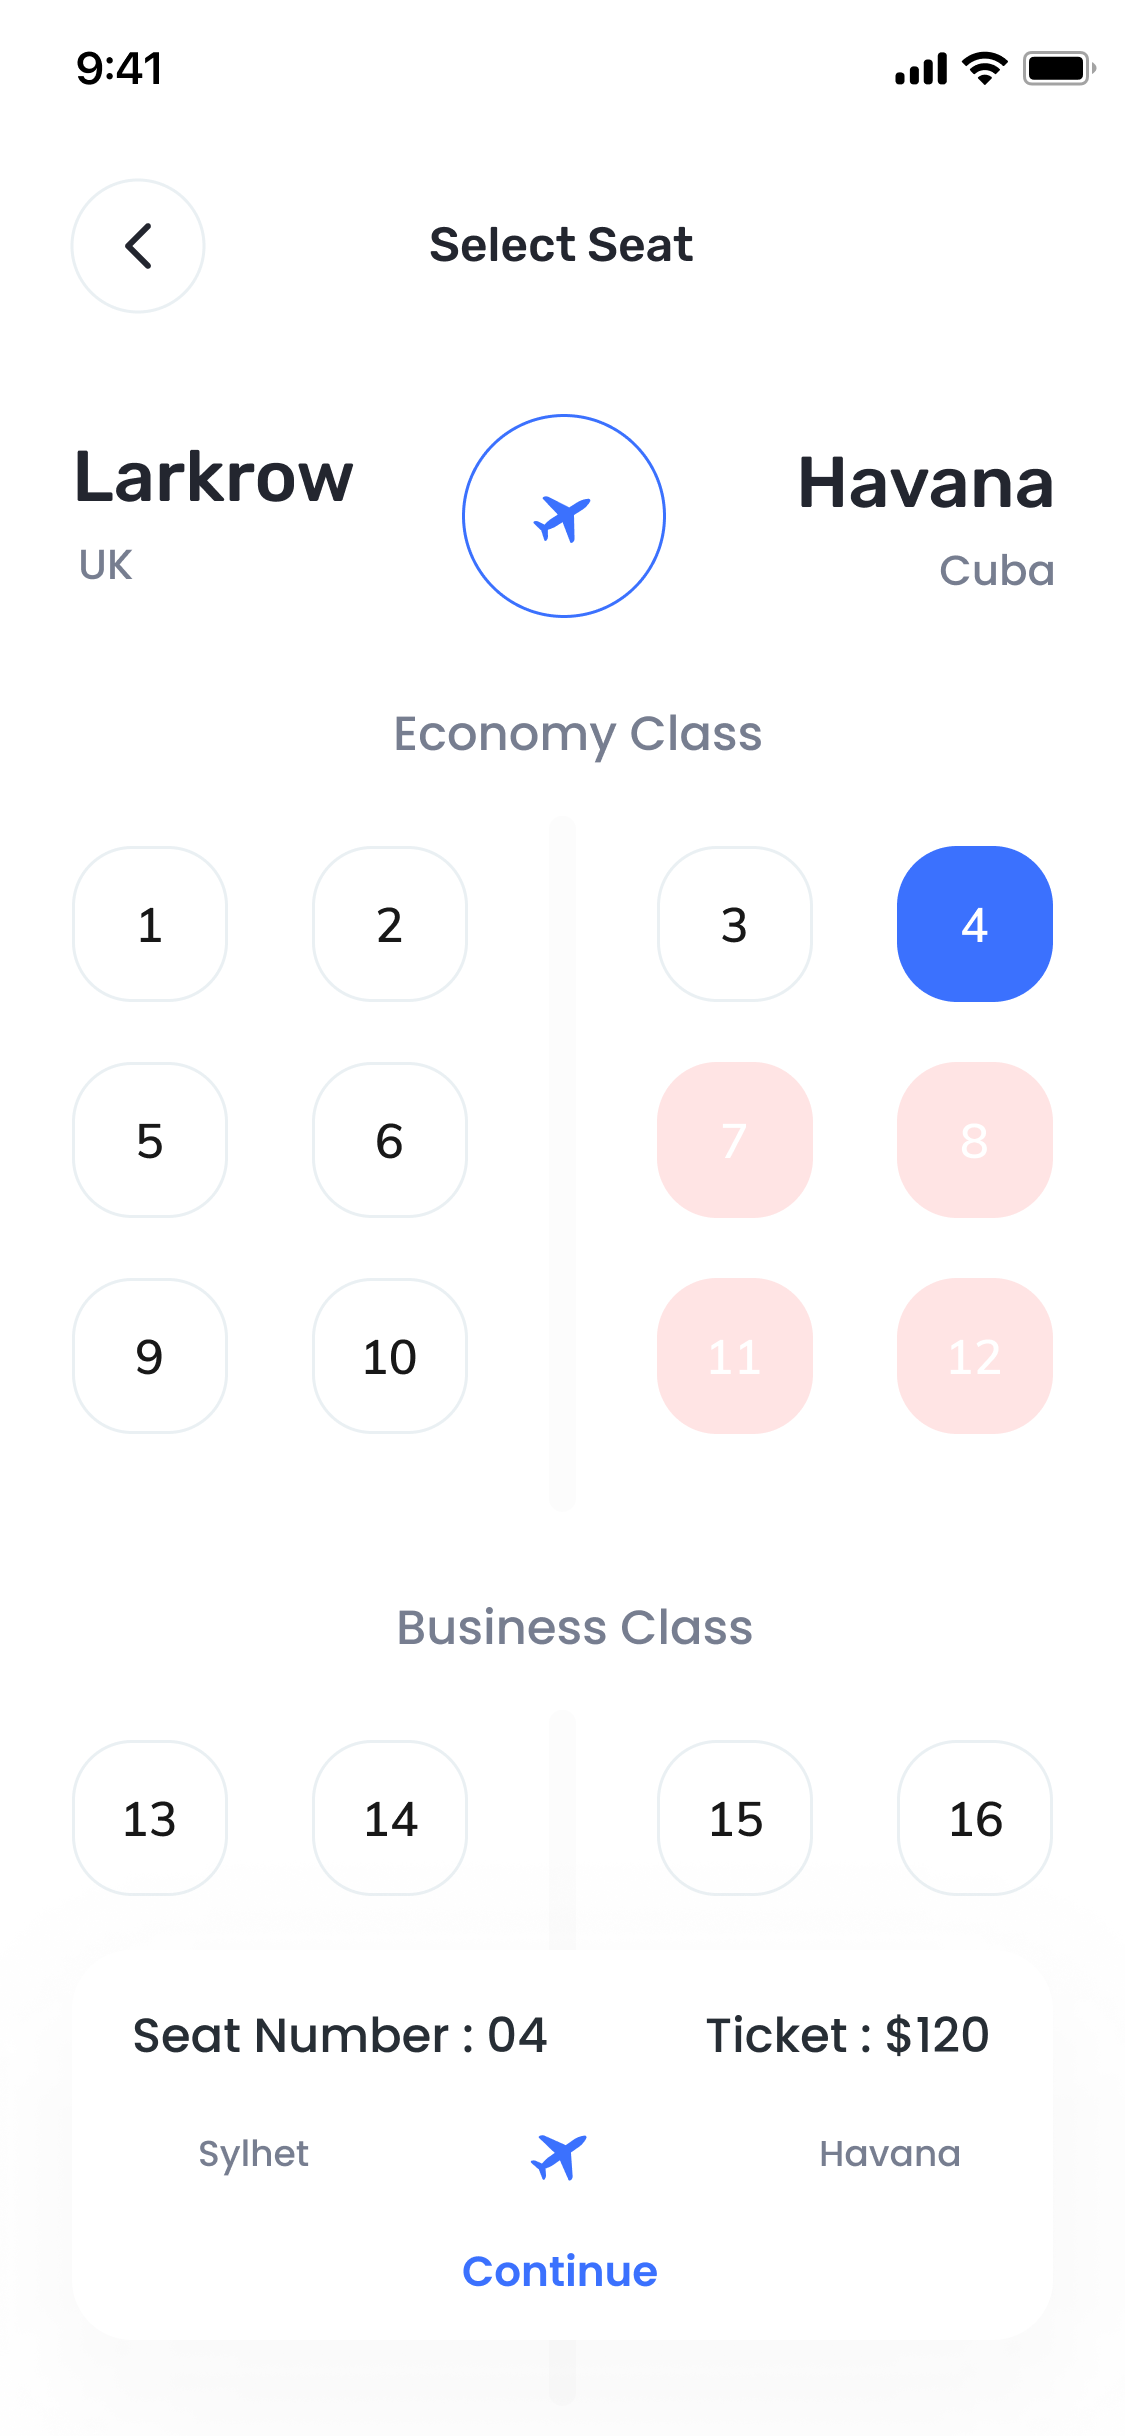 9:41
Select Seat
Larkrow
Havana
UK
Cuba
Economy Class
1 2 3 4
5 6 7 8
9 10 11 12
Business Class
13 14 15 16
Seat Number : 04 Ticket : $120
Sylhet Havana
Continue